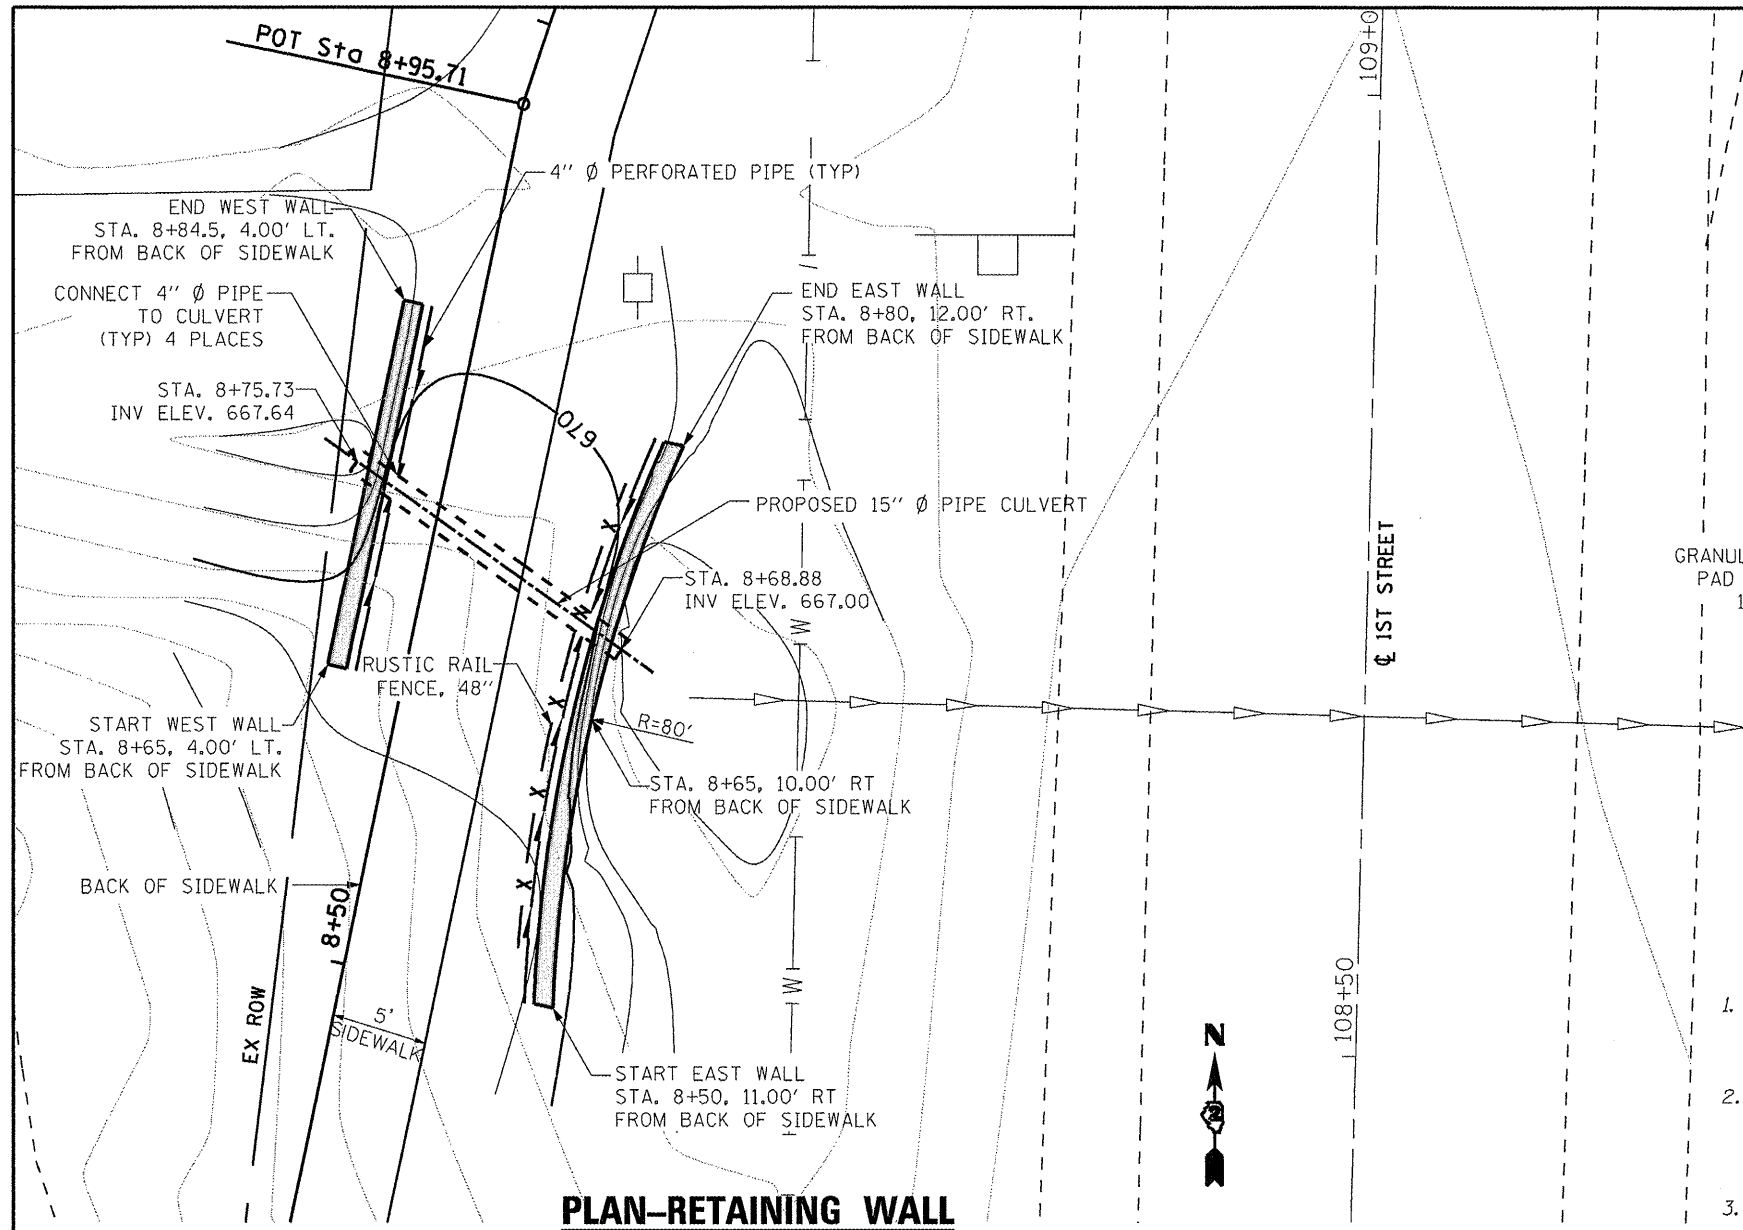 POT Sta 8+95.71
4" Ø PERFORATED PIPE (TYP)
END WEST WALL
STA. 8+84.5, 4.00' LT.
FROM BACK OF SIDEWALK
CONNECT 4" Ø PIPE
TO CULVERT
(TYP) 4 PLACES
STA. 8+75.73
INV ELEV. 667.64
END EAST WALL
STA. 8+80, 12.00' RT.
FROM BACK OF SIDEWALK
670
PROPOSED 15" Ø PIPE CULVERT
STA. 8+68.88
INV ELEV. 667.00
W
RUSTIC RAIL
FENCE, 48"
X
X
X
X
START WEST WALL
STA. 8+65, 4.00' LT.
FROM BACK OF SIDEWALK
R=80'
STA. 8+65, 10.00' RT
FROM BACK OF SIDEWALK
BACK OF SIDEWALK
8+50
EX ROW
5'
SIDEWALK
W
START EAST WALL
STA. 8+50, 11.00' RT
FROM BACK OF SIDEWALK
109+0
℄ 1ST STREET
108+50
GRANUL
PAD
1
N
1.
2.
3.
PLAN-RETAINING WALL